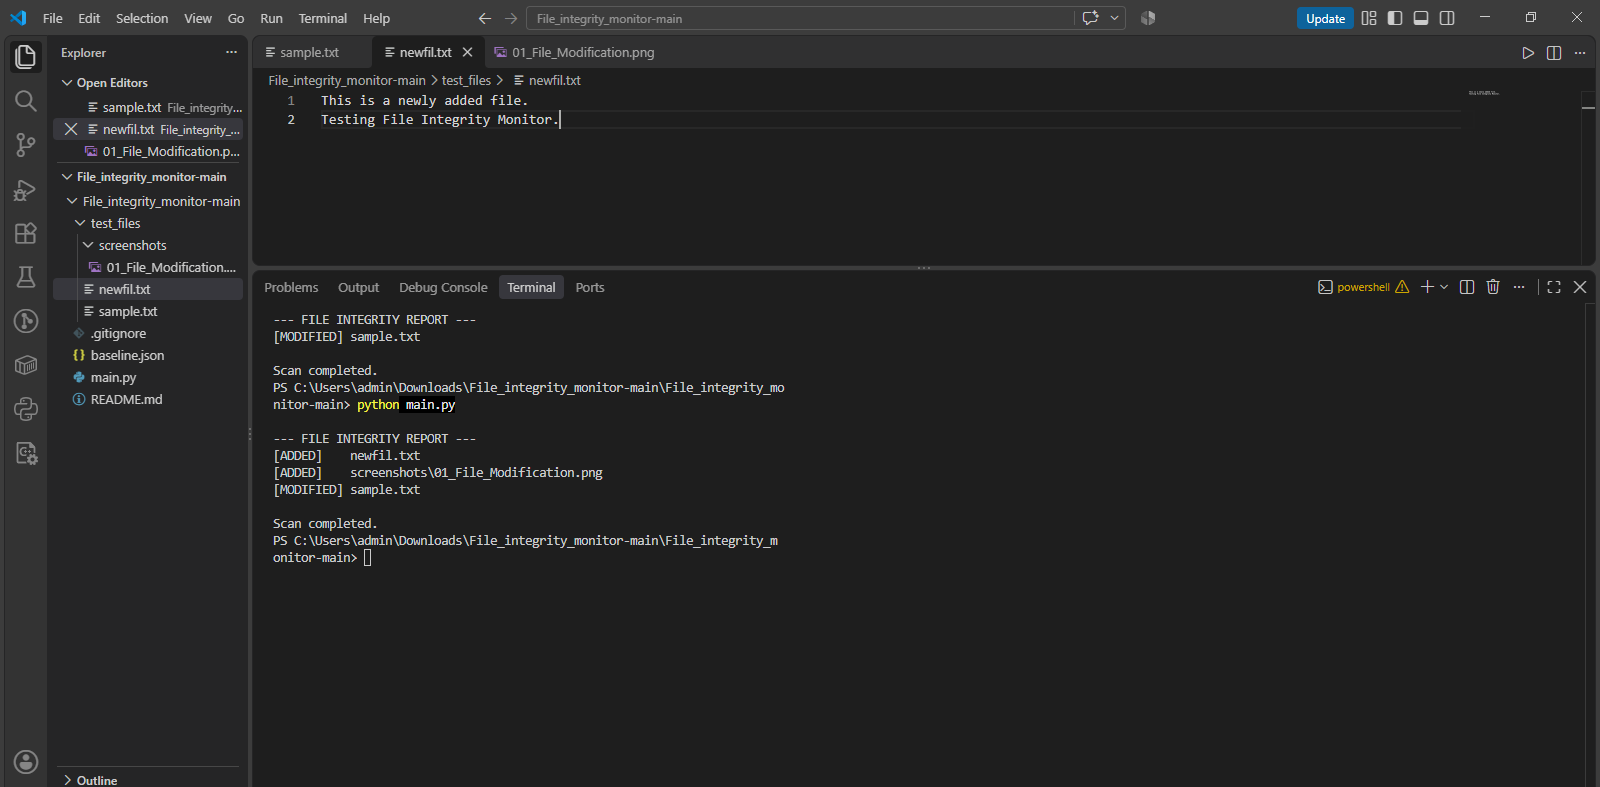 File Edit Selection View Go Run Terminal Help
File_integrity_monitor-main
Update
Explorer
Open Editors
sample.txt File_integrity...
newfil.txt File_integrity_...
01_File_Modification.p...
File_integrity_monitor-main
File_integrity_monitor-main
test_files
screenshots
01_File_Modification....
newfil.txt
sample.txt
.gitignore
baseline.json
main.py
README.md
Outline
sample.txt newfil.txt 01_File_Modification.png
File_integrity_monitor-main > test_files > newfil.txt
1 This is a newly added file.
2 Testing File Integrity Monitor.
Problems Output Debug Console Terminal Ports
powershell
--- FILE INTEGRITY REPORT ---
[MODIFIED] sample.txt
Scan completed.
PS C:\Users\admin\Downloads\File_integrity_monitor-main\File_integrity_mo
nitor-main> python main.py
--- FILE INTEGRITY REPORT ---
[ADDED]    newfil.txt
[ADDED]    screenshots\01_File_Modification.png
[MODIFIED] sample.txt
Scan completed.
PS C:\Users\admin\Downloads\File_integrity_monitor-main\File_integrity_m
onitor-main>